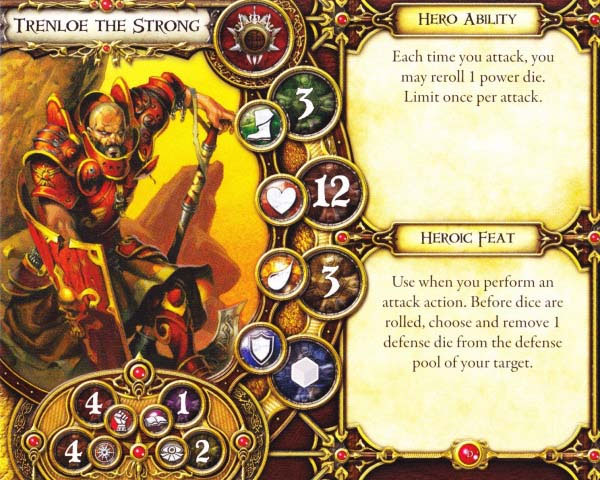 Trenloe the Strong
3
12
3
4
1
4
2
Hero Ability
Each time you attack, you
may reroll 1 power die.
Limit once per attack.
Heroic Feat
Use when you perform an
attack action. Before dice are
rolled, choose and remove 1
defense die from the defense
pool of your target.